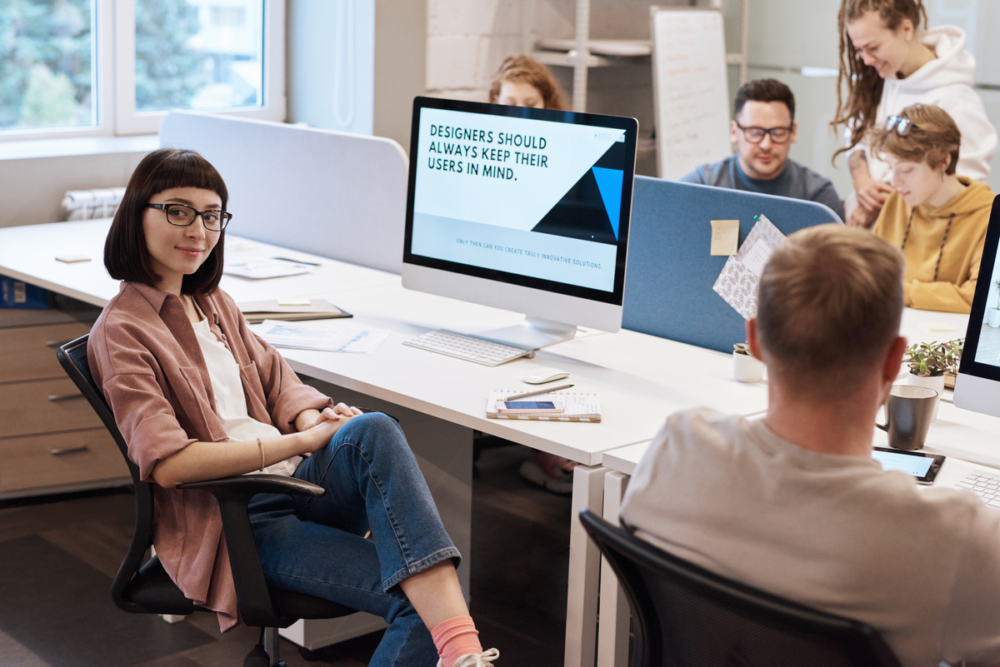 DESIGNERS SHOULD
ALWAYS KEEP THEIR
USERS IN MIND.
ONLY THEN CAN YOU CREATE TRULY INNOVATIVE SOLUTIONS